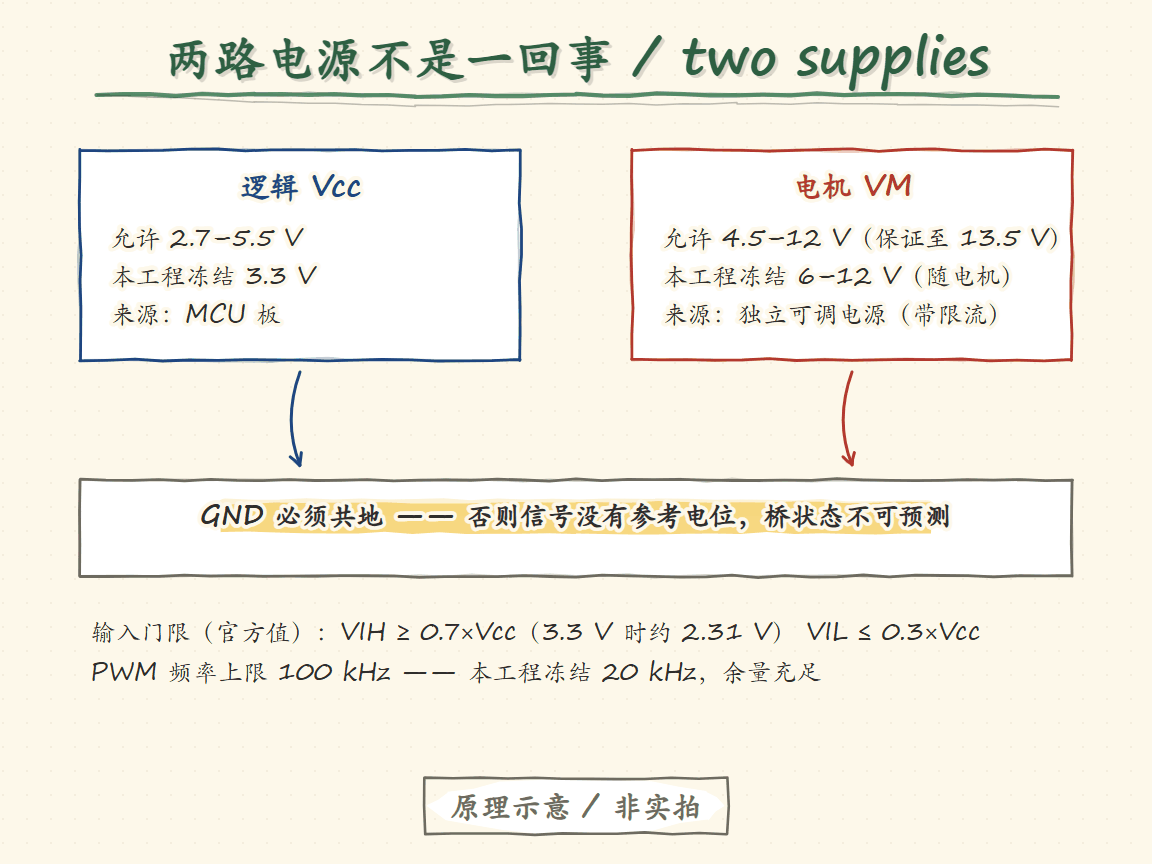 两路电源不是一回事 / two supplies
逻辑 Vcc
允许 2.7–5.5 V
本工程冻结 3.3 V
来源：MCU 板
电机 VM
允许 4.5–12 V（保证至 13.5 V）
本工程冻结 6–12 V（随电机）
来源：独立可调电源（带限流）
GND 必须共地 —— 否则信号没有参考电位，桥状态不可预测
输入门限（官方值）：VIH ≥ 0.7×Vcc（3.3 V 时约 2.31 V） VIL ≤ 0.3×Vcc
PWM 频率上限 100 kHz —— 本工程冻结 20 kHz，余量充足
原理示意 / 非实拍